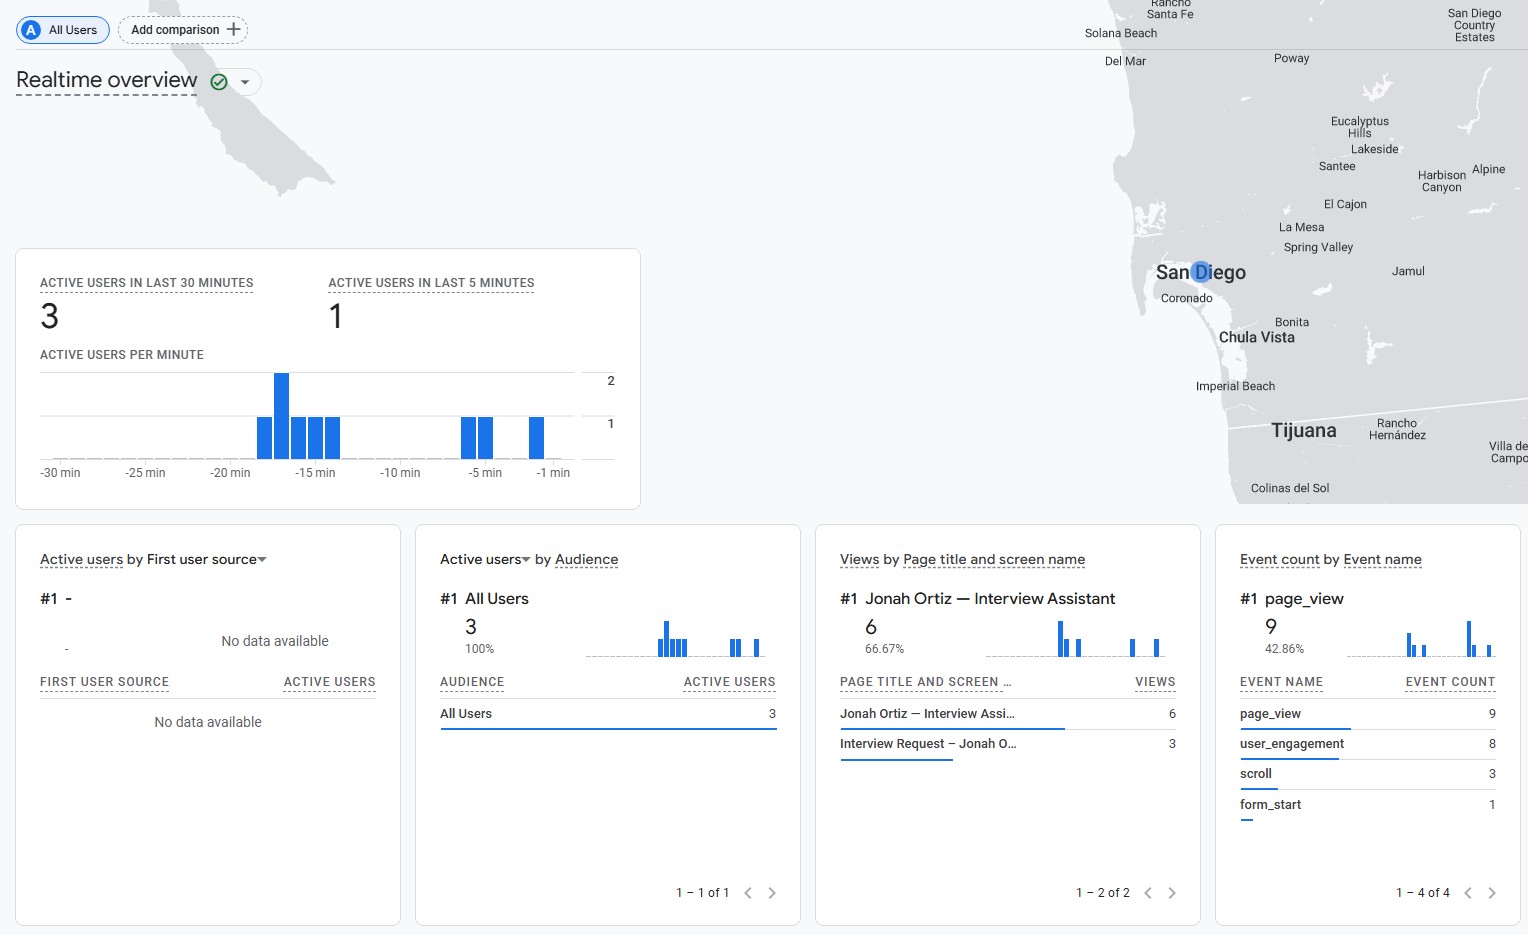 A All Users
Add comparison
Realtime overview
Rancho
Santa Fe
Solana Beach
Del Mar
Poway
San Diego
Country
Estates
Eucalyptus
Hills
Lakeside
Santee
Harbison
Canyon
Alpine
El Cajon
La Mesa
Spring Valley
San Diego
Jamul
Coronado
Bonita
Chula Vista
Imperial Beach
Tijuana
Rancho
Hernández
Villa de
Campo
Colinas del Sol
ACTIVE USERS IN LAST 30 MINUTES
3
ACTIVE USERS IN LAST 5 MINUTES
1
ACTIVE USERS PER MINUTE
2
1
-30 min -25 min -20 min -15 min -10 min -5 min -1 min
Active users by First user source
#1 -
-
No data available
FIRST USER SOURCE ACTIVE USERS
No data available
Active users by Audience
#1 All Users
3
100%
AUDIENCE ACTIVE USERS
All Users 3
1 – 1 of 1
Views by Page title and screen name
#1 Jonah Ortiz — Interview Assistant
6
66.67%
PAGE TITLE AND SCREEN … VIEWS
Jonah Ortiz — Interview Assi… 6
Interview Request – Jonah O… 3
1 – 2 of 2
Event count by Event name
#1 page_view
9
42.86%
EVENT NAME EVENT COUNT
page_view 9
user_engagement 8
scroll 3
form_start 1
1 – 4 of 4